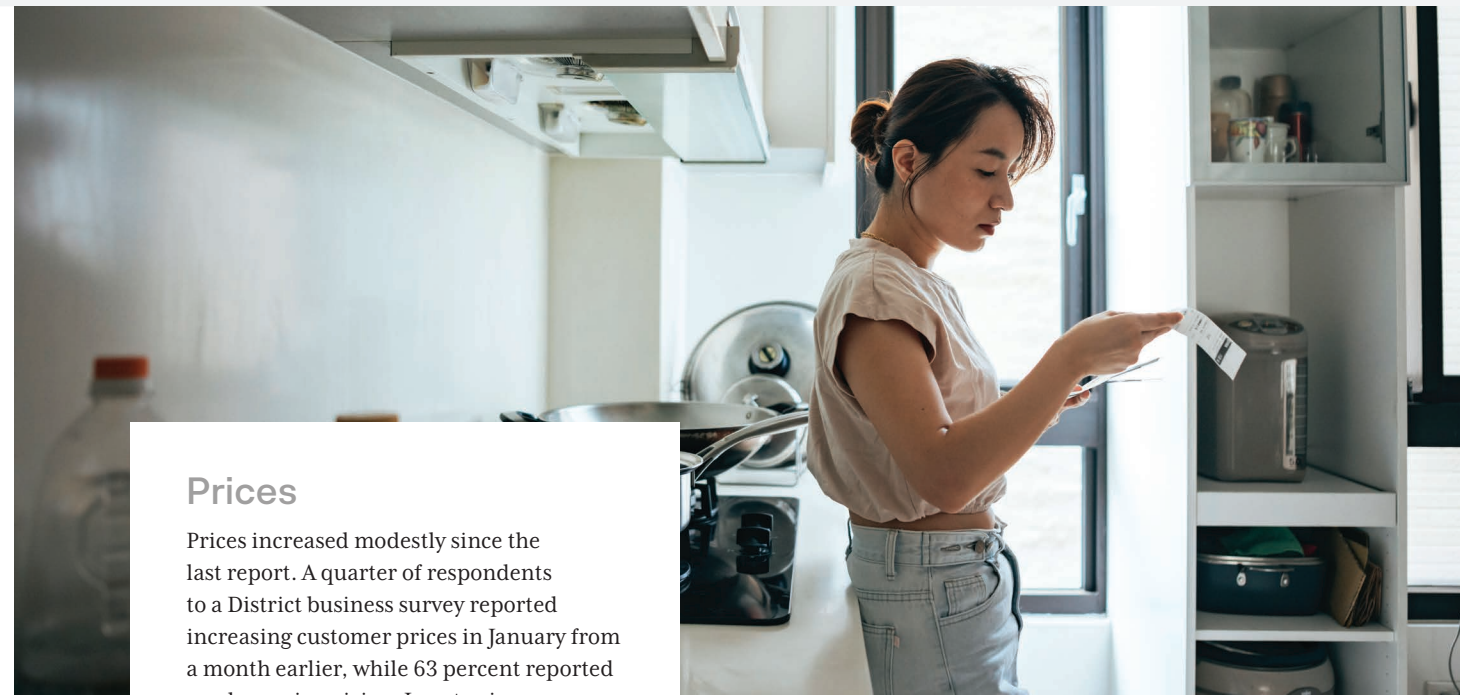 Prices
Prices increased modestly since the
last report. A quarter of respondents
to a District business survey reported
increasing customer prices in January from
a month earlier, while 63 percent reported